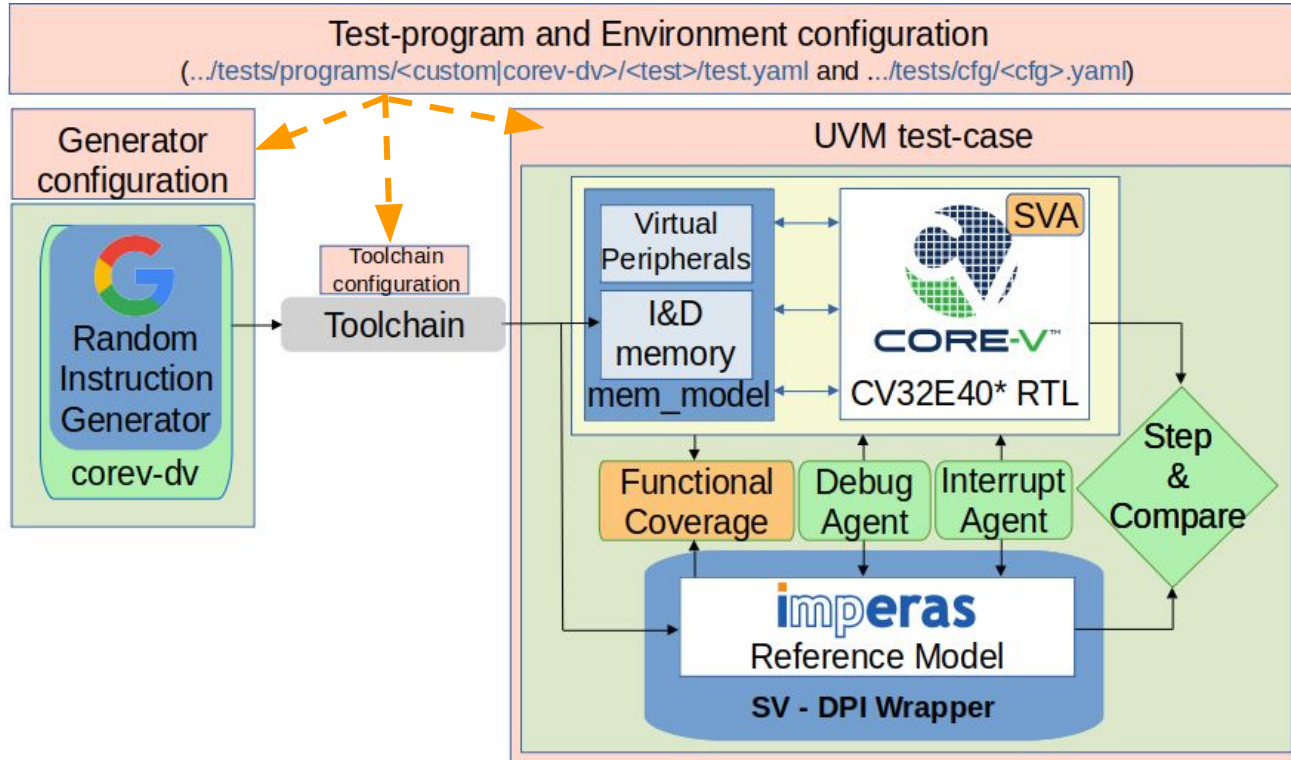 Test-program and Environment configuration
(.../tests/programs/<custom|corev-dv>/<test>/test.yaml and .../tests/cfg/<cfg>.yaml)
Generator
configuration
UVM test-case
Virtual
Peripherals
SVA
Toolchain
configuration
Toolchain
Random
Instruction
Generator
corev-dv
I&D
memory
mem_model
CORE-V™
CV32E40* RTL
Step
&
Compare
Functional
Coverage
Debug
Agent
Interrupt
Agent
imperas
Reference Model
SV - DPI Wrapper